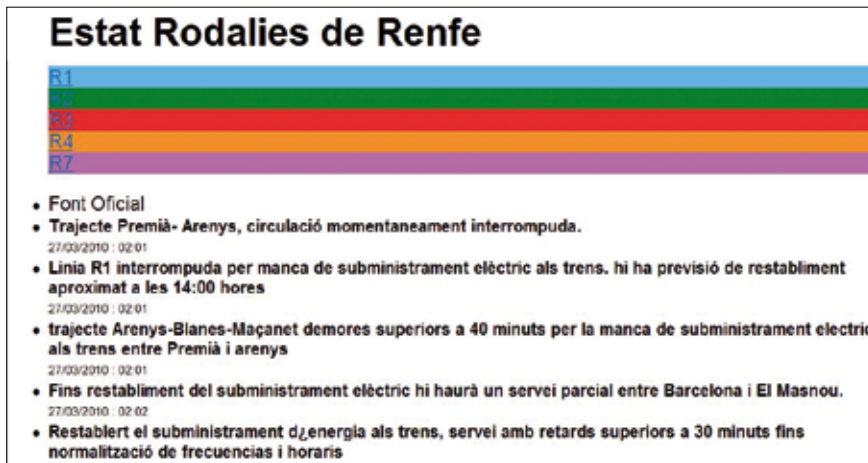 Estat Rodalies de Renfe
R1
R2
R3
R4
R7
Font Oficial
Trajecte Premià- Arenys, circulació momentaneament interrompuda.
27/03/2010 : 02:01
Linia R1 interrompuda per manca de subministrament elèctric als trens. hi ha previsió de restabliment
aproximat a les 14:00 hores
27/03/2010 : 02:01
trajecte Arenys-Blanes-Maçanet demores superiors a 40 minuts per la manca de subministrament electric
als trens entre Premià i arenys
27/03/2010 : 02:01
Fins restabliment del subministrament elèctric hi haurà un servei parcial entre Barcelona i El Masnou.
27/03/2010 : 02:02
Restablert el subministrament d¿energia als trens, servei amb retards superiors a 30 minuts fins
normalització de frecuencias i horaris